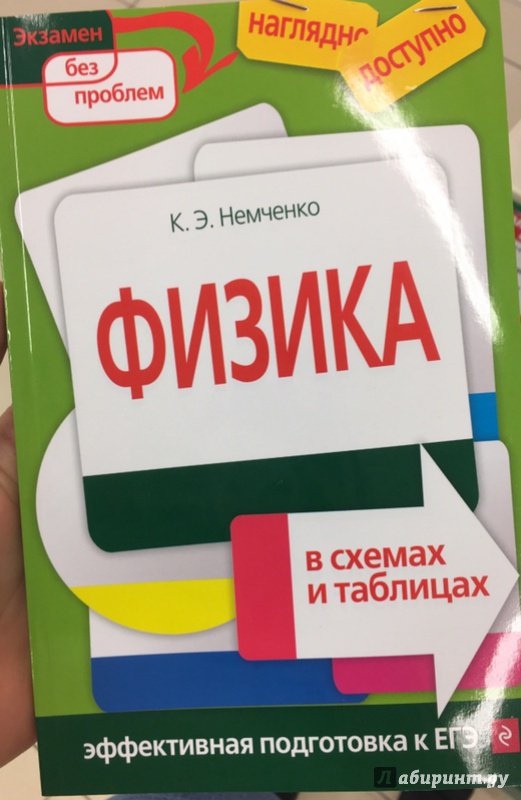 Экзамен
без
проблем
наглядно
доступно
К. Э. Немченко
ФИЗИКА
в схемах
и таблицах
эффективная подготовка к ЕГЭ
Лабиринт.ру